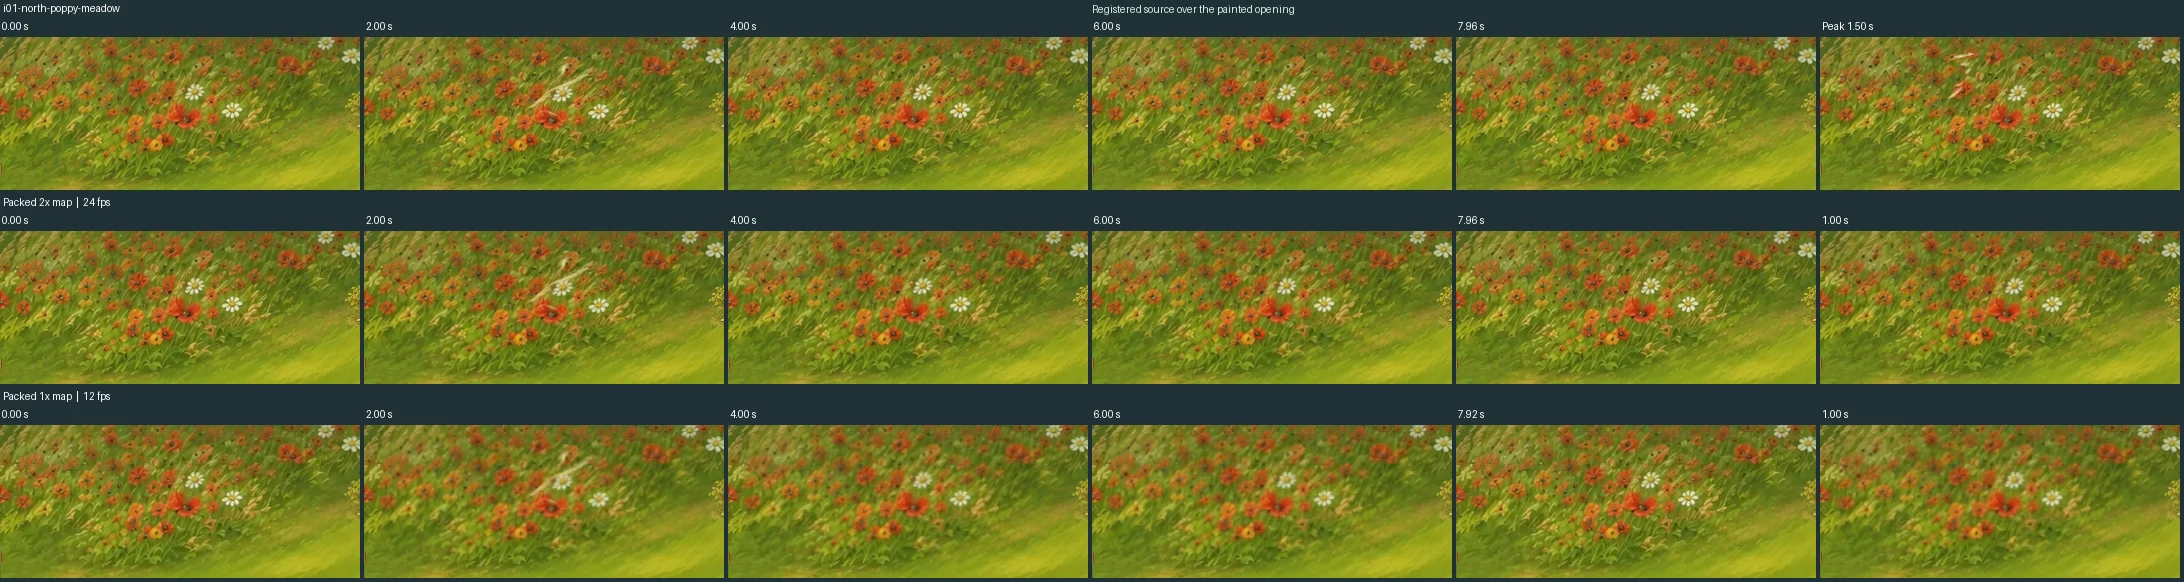 i01-north-poppy-meadow
Registered source over the painted opening
0.00 s
2.00 s
4.00 s
6.00 s
7.96 s
Peak 1.50 s
Packed 2x map | 24 fps
0.00 s
2.00 s
4.00 s
6.00 s
7.96 s
1.00 s
Packed 1x map | 12 fps
0.00 s
2.00 s
4.00 s
6.00 s
7.92 s
1.00 s